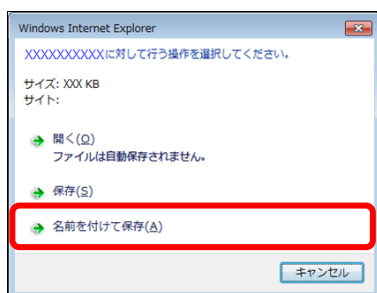 Windows Internet Explorer
XXXXXXXXXXに対して行う操作を選択してください。
サイズ: XXX KB
サイト:
開く(O)
ファイルは自動保存されません。
保存(S)
名前を付けて保存(A)
キャンセル